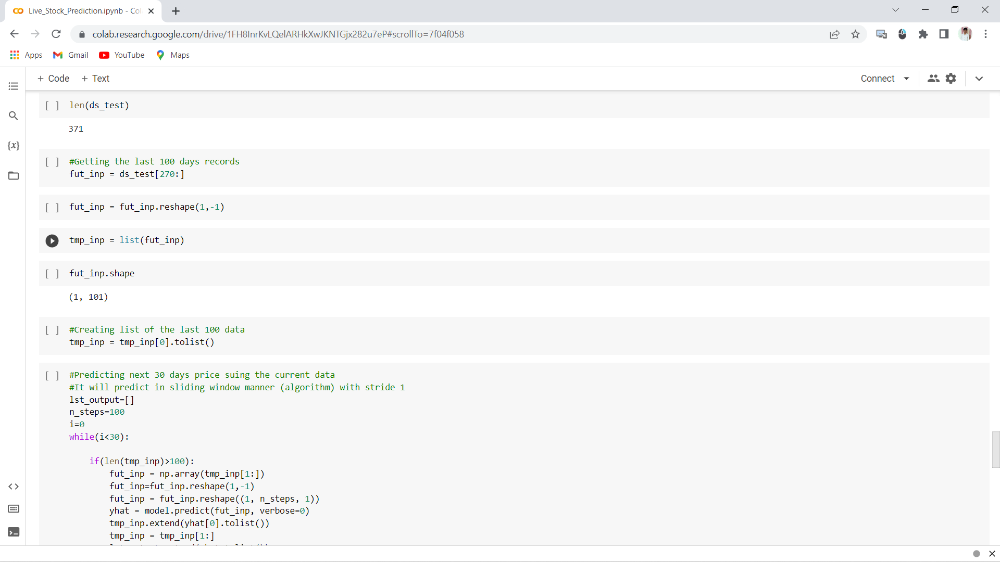 Live_Stock_Prediction.ipynb - Co
colab.research.google.com/drive/1FH8InrKvLQelARHkXwJKNTGjx282u7eP#scrollTo=7f04f058
Apps
Gmail
YouTube
Maps
+ Code
+ Text
Connect
{x}
[ ] len(ds_test)
371
[ ] #Getting the last 100 days records
fut_inp = ds_test[270:]
[ ] fut_inp = fut_inp.reshape(1,-1)
tmp_inp = list(fut_inp)
[ ] fut_inp.shape
(1, 101)
[ ] #Creating list of the last 100 data
tmp_inp = tmp_inp[0].tolist()
[ ] #Predicting next 30 days price suing the current data
#It will predict in sliding window manner (algorithm) with stride 1
lst_output=[]
n_steps=100
i=0
while(i<30):
if(len(tmp_inp)>100):
fut_inp = np.array(tmp_inp[1:])
fut_inp=fut_inp.reshape(1,-1)
fut_inp = fut_inp.reshape((1, n_steps, 1))
yhat = model.predict(fut_inp, verbose=0)
tmp_inp.extend(yhat[0].tolist())
tmp_inp = tmp_inp[1:]